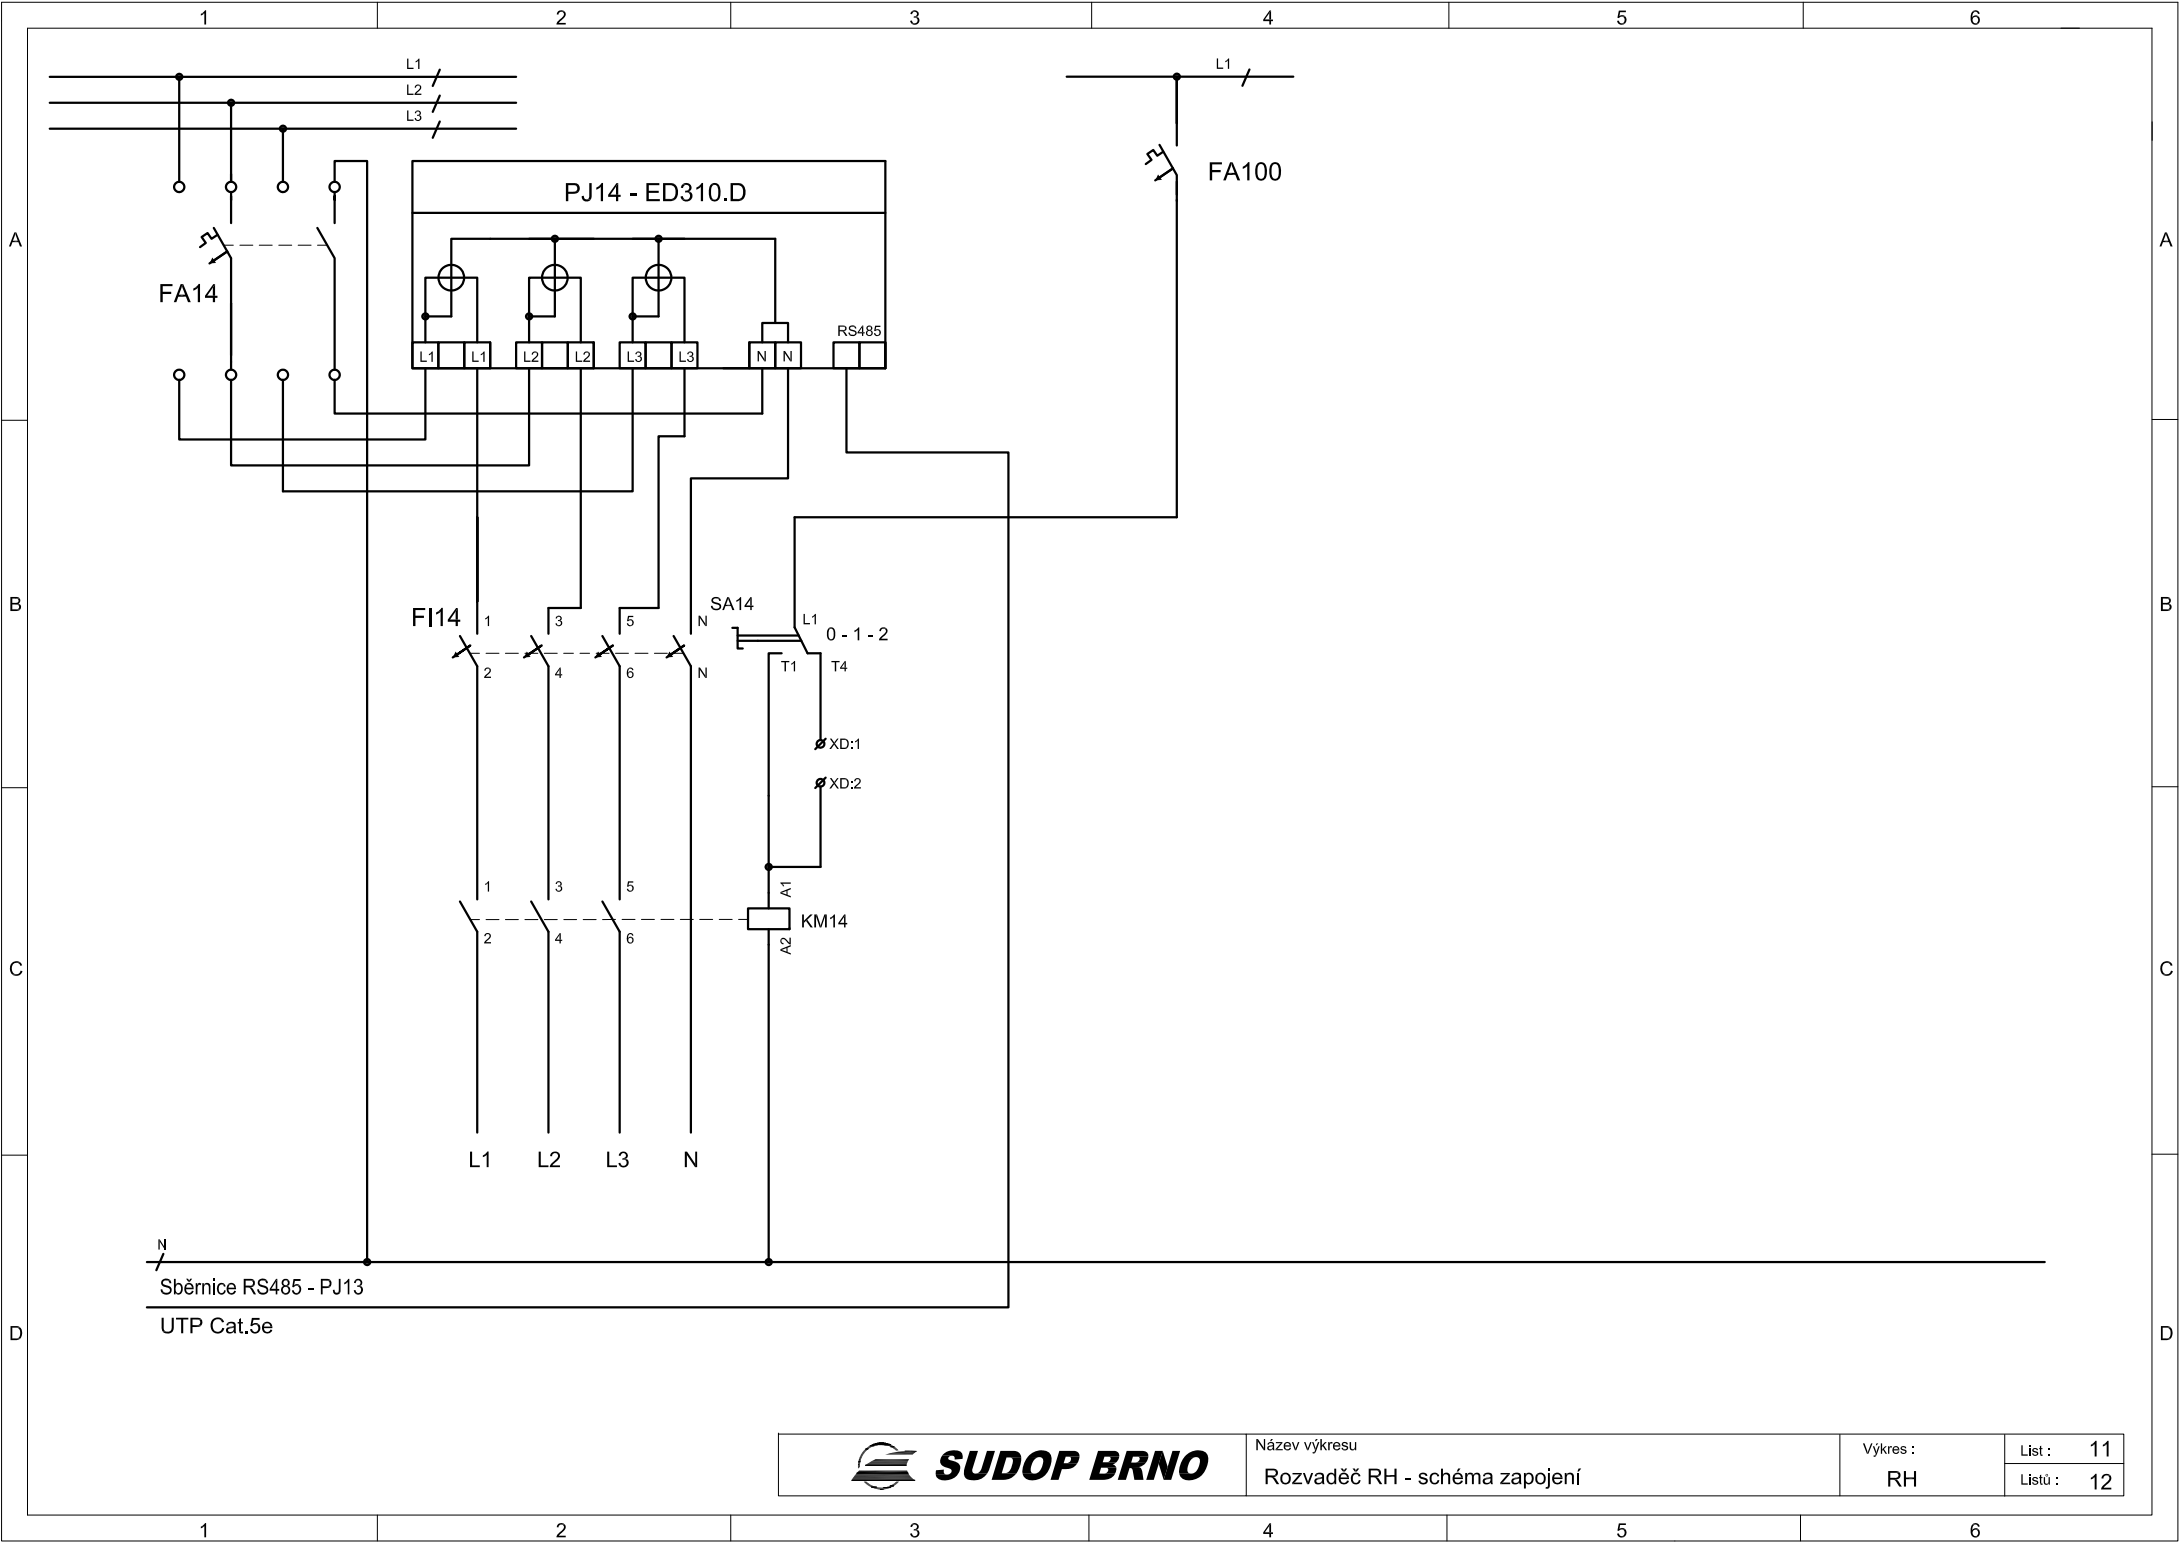 1 2 3 4 5 6
L1
L2
L3
L1
FA100
PJ14 - ED310.D
A A
FA14
RS485
L1 L1 L2 L2 L3 L3 N N
B B
FI14 1 3 5 N SA14 L1 0 - 1 - 2
2 4 6 N T1 T4
XD:1
XD:2
1 3 5 A1
KM14
2 4 6 A2
C C
L1 L2 L3 N
N
Sběrnice RS485 - PJ13
UTP Cat.5e
D D
SUDOP BRNO
Název výkresu
Rozvaděč RH - schéma zapojení
Výkres :
RH
List : 11
Listů : 12
1 2 3 4 5 6